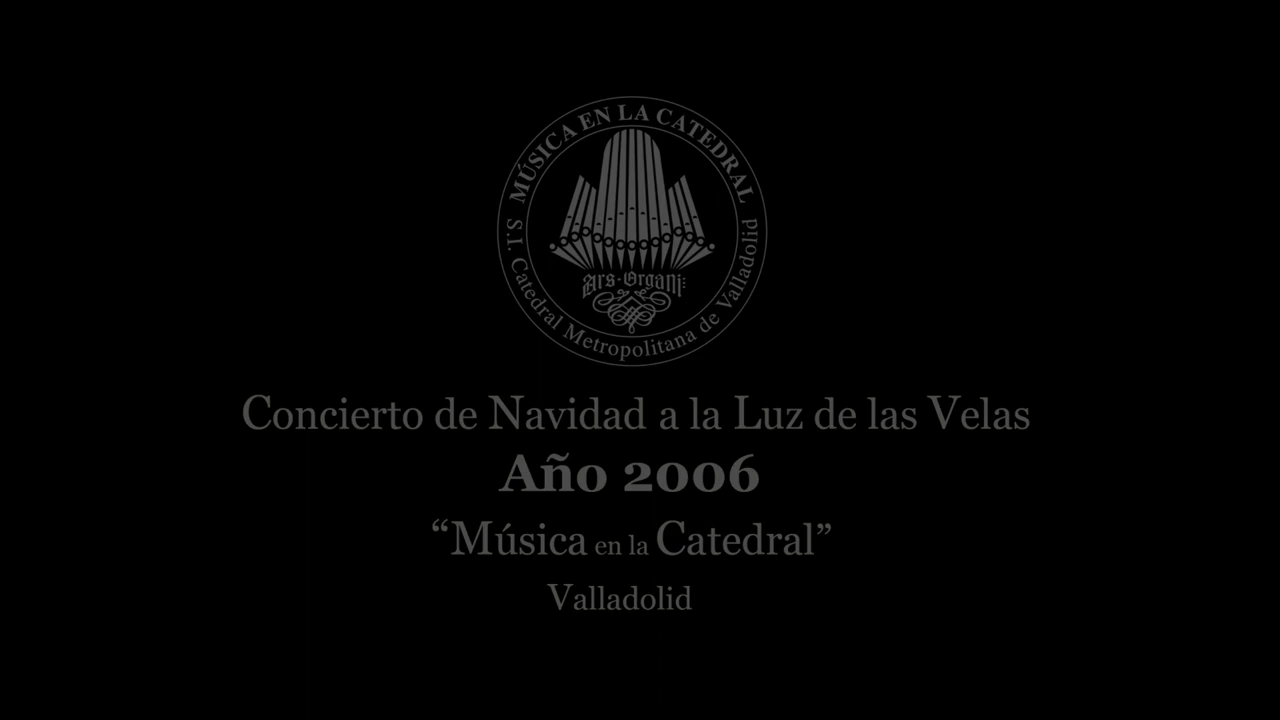 MÚSICA EN LA CATEDRAL
Ars·Organi
S.I. Catedral Metropolitana de Valladolid
Concierto de Navidad a la Luz de las Velas
Año 2006
“Música en la Catedral”
Valladolid